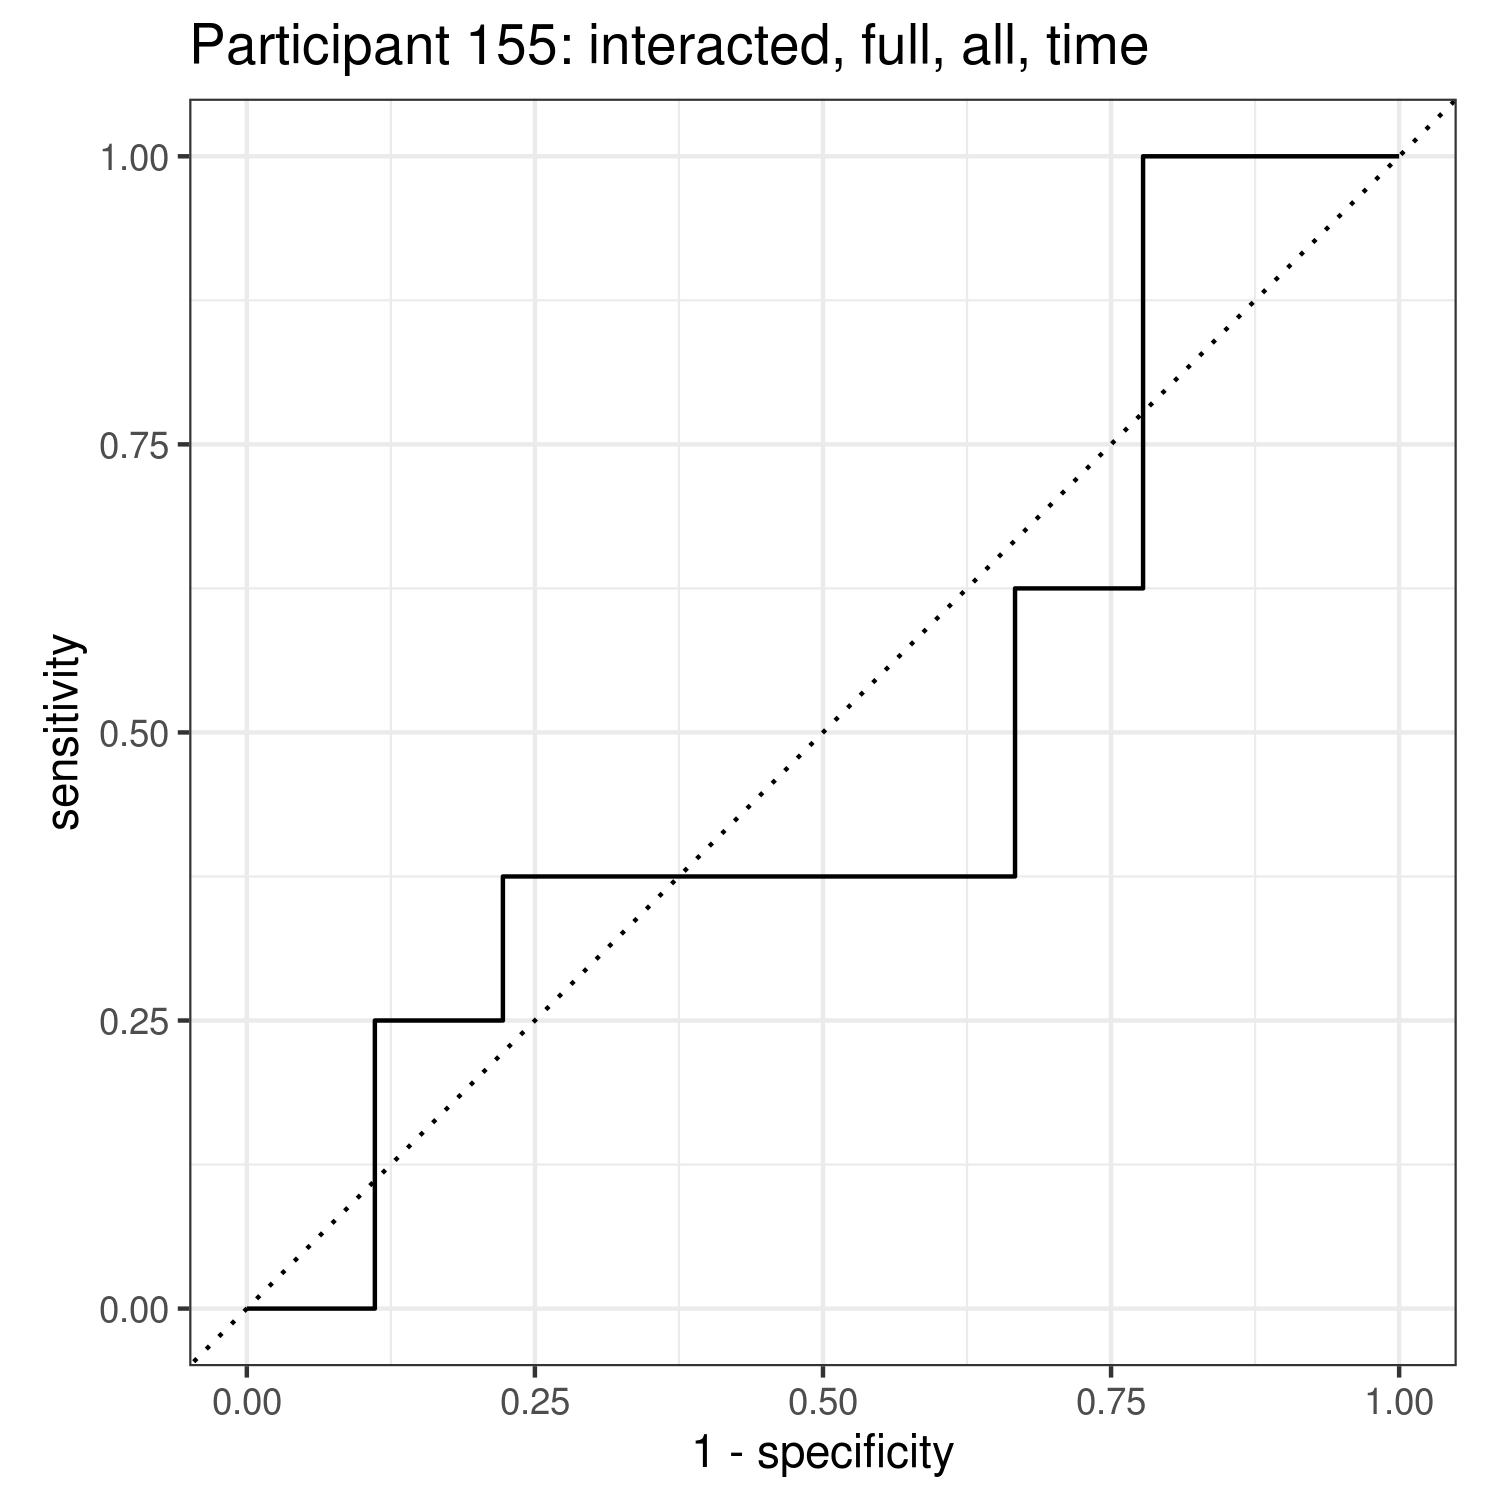 Participant 155: interacted, full, all, time
1.00
0.75
0.50
0.25
0.00
sensitivity
0.00 0.25 0.50 0.75 1.00
1 - specificity